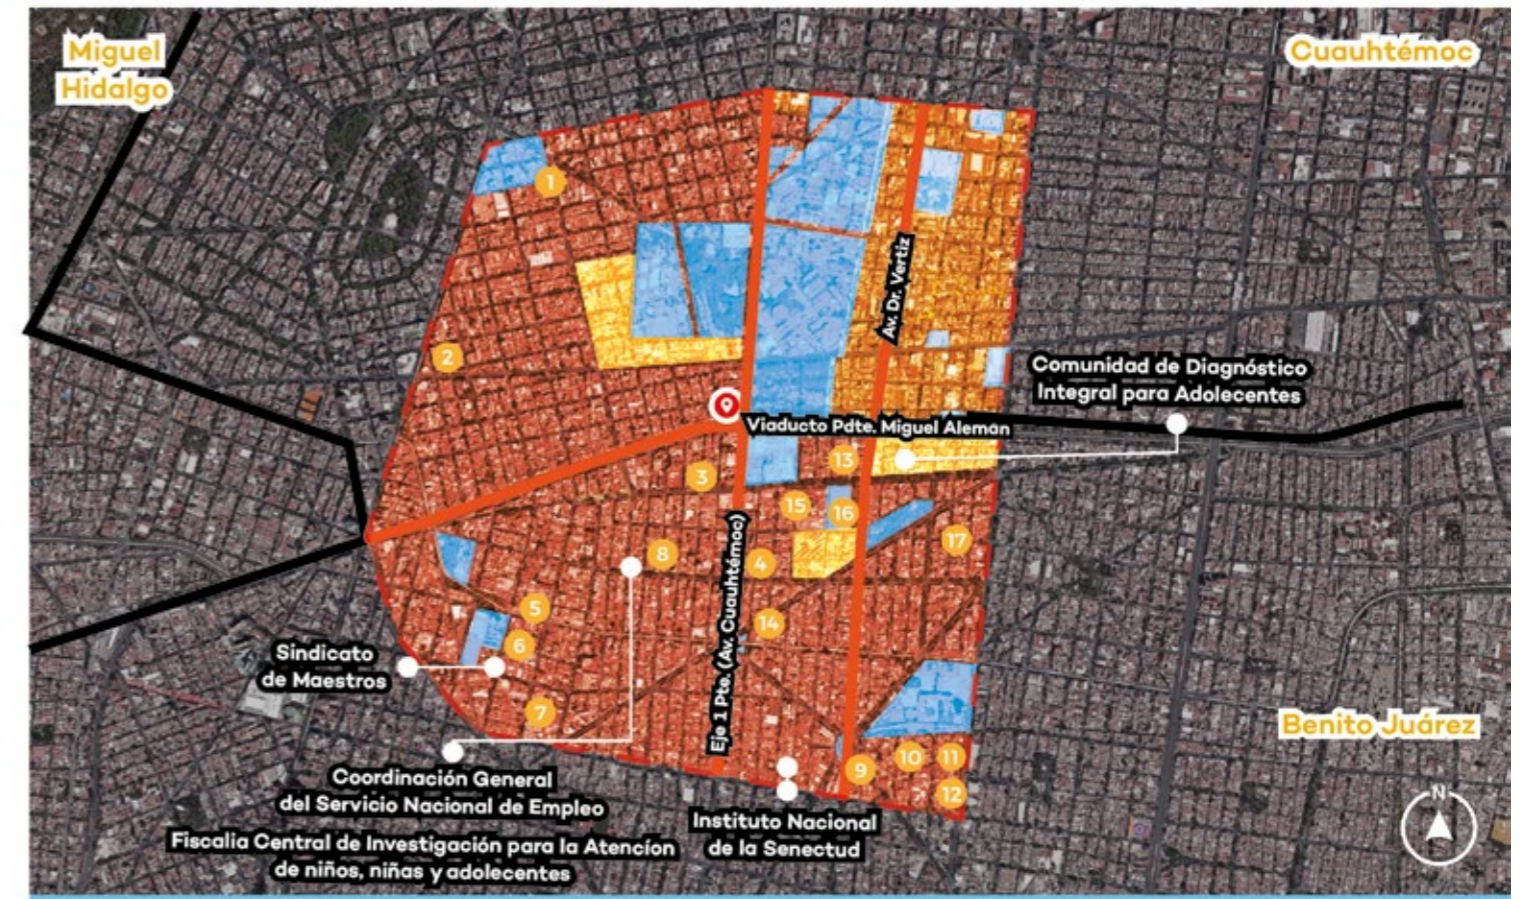 Miguel
Hidalgo
Cuauhtémoc
1
Av. Dr. Vertiz
2
Comunidad de Diagnóstico
Integral para Adolecentes
Viaducto Pdte. Miguel Aleman
3
13
15
16
17
8
4
Eje 1 Pte. (Av. Cuauhtémoc)
5
14
6
Sindicato
de Maestros
7
Benito Juárez
9
10
11
12
Coordinación General
del Servicio Nacional de Empleo
Fiscalia Central de Investigación para la Atencíon
de niños, niñas y adolecentes
Instituto Nacional
de la Senectud
N